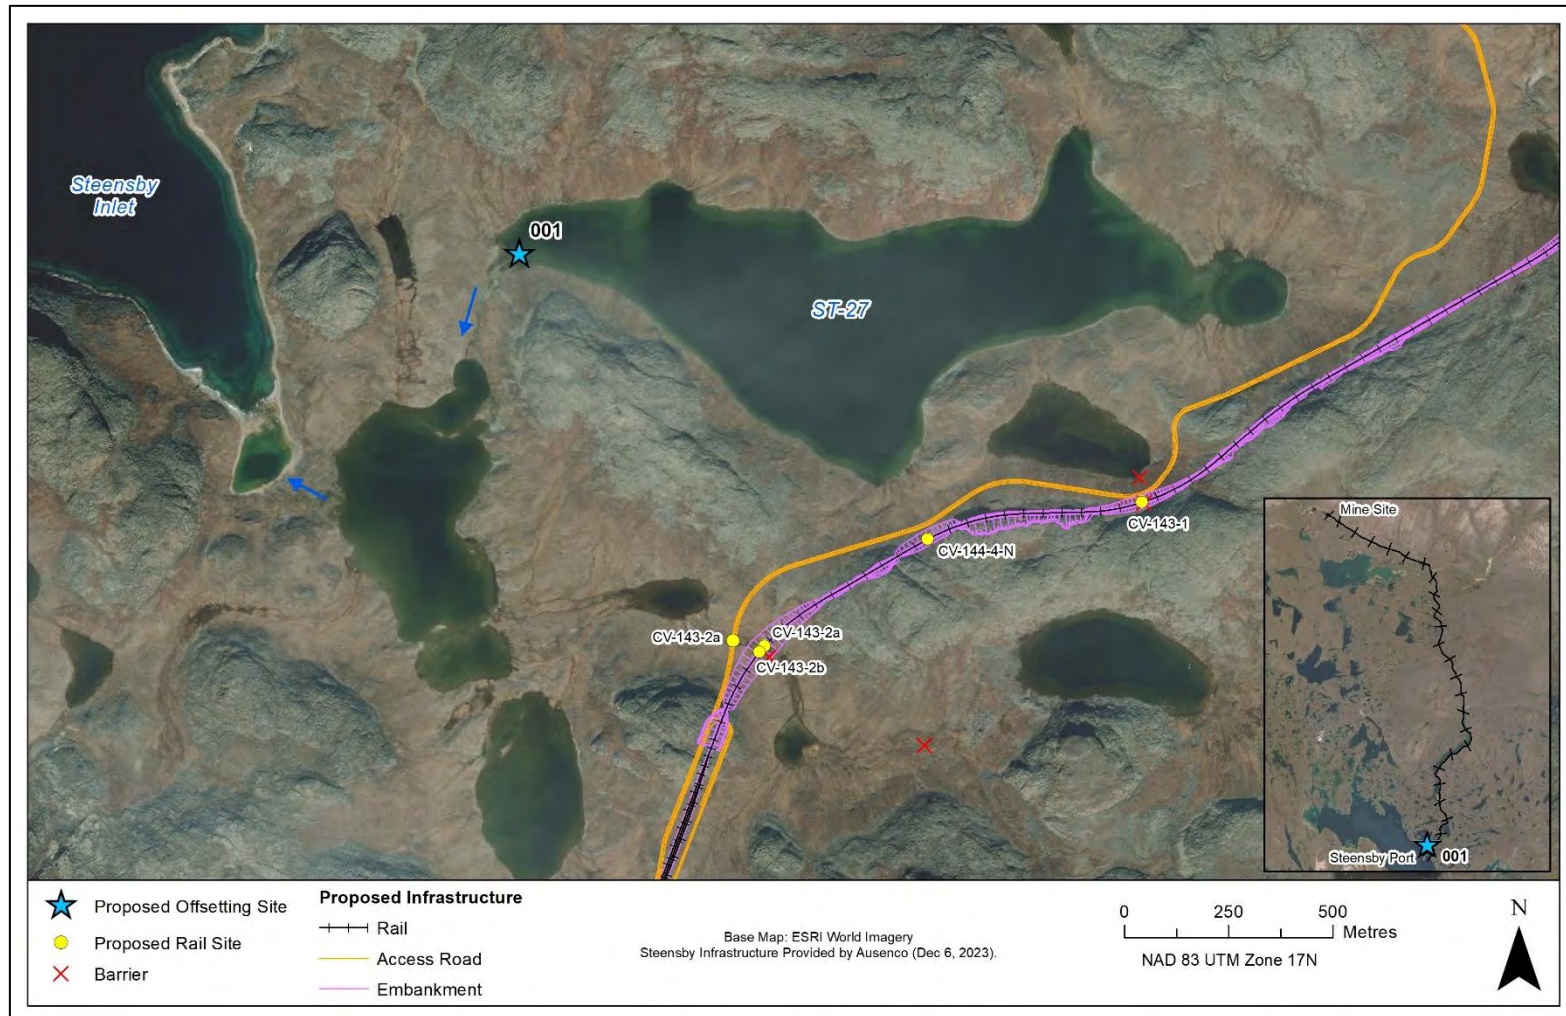 Steensby
Inlet
001
ST-27
CV-143-1
CV-144-4-N
CV-143-2a
CV-143-2a
CV-143-2b
Mine Site
Steensby Port
001
Proposed Offsetting Site
Proposed Rail Site
Barrier
Proposed Infrastructure
Rail
Access Road
Embankment
Base Map: ESRI World Imagery
Steensby Infrastructure Provided by Ausenco (Dec 6, 2023).
0 250 500
Metres
NAD 83 UTM Zone 17N
N